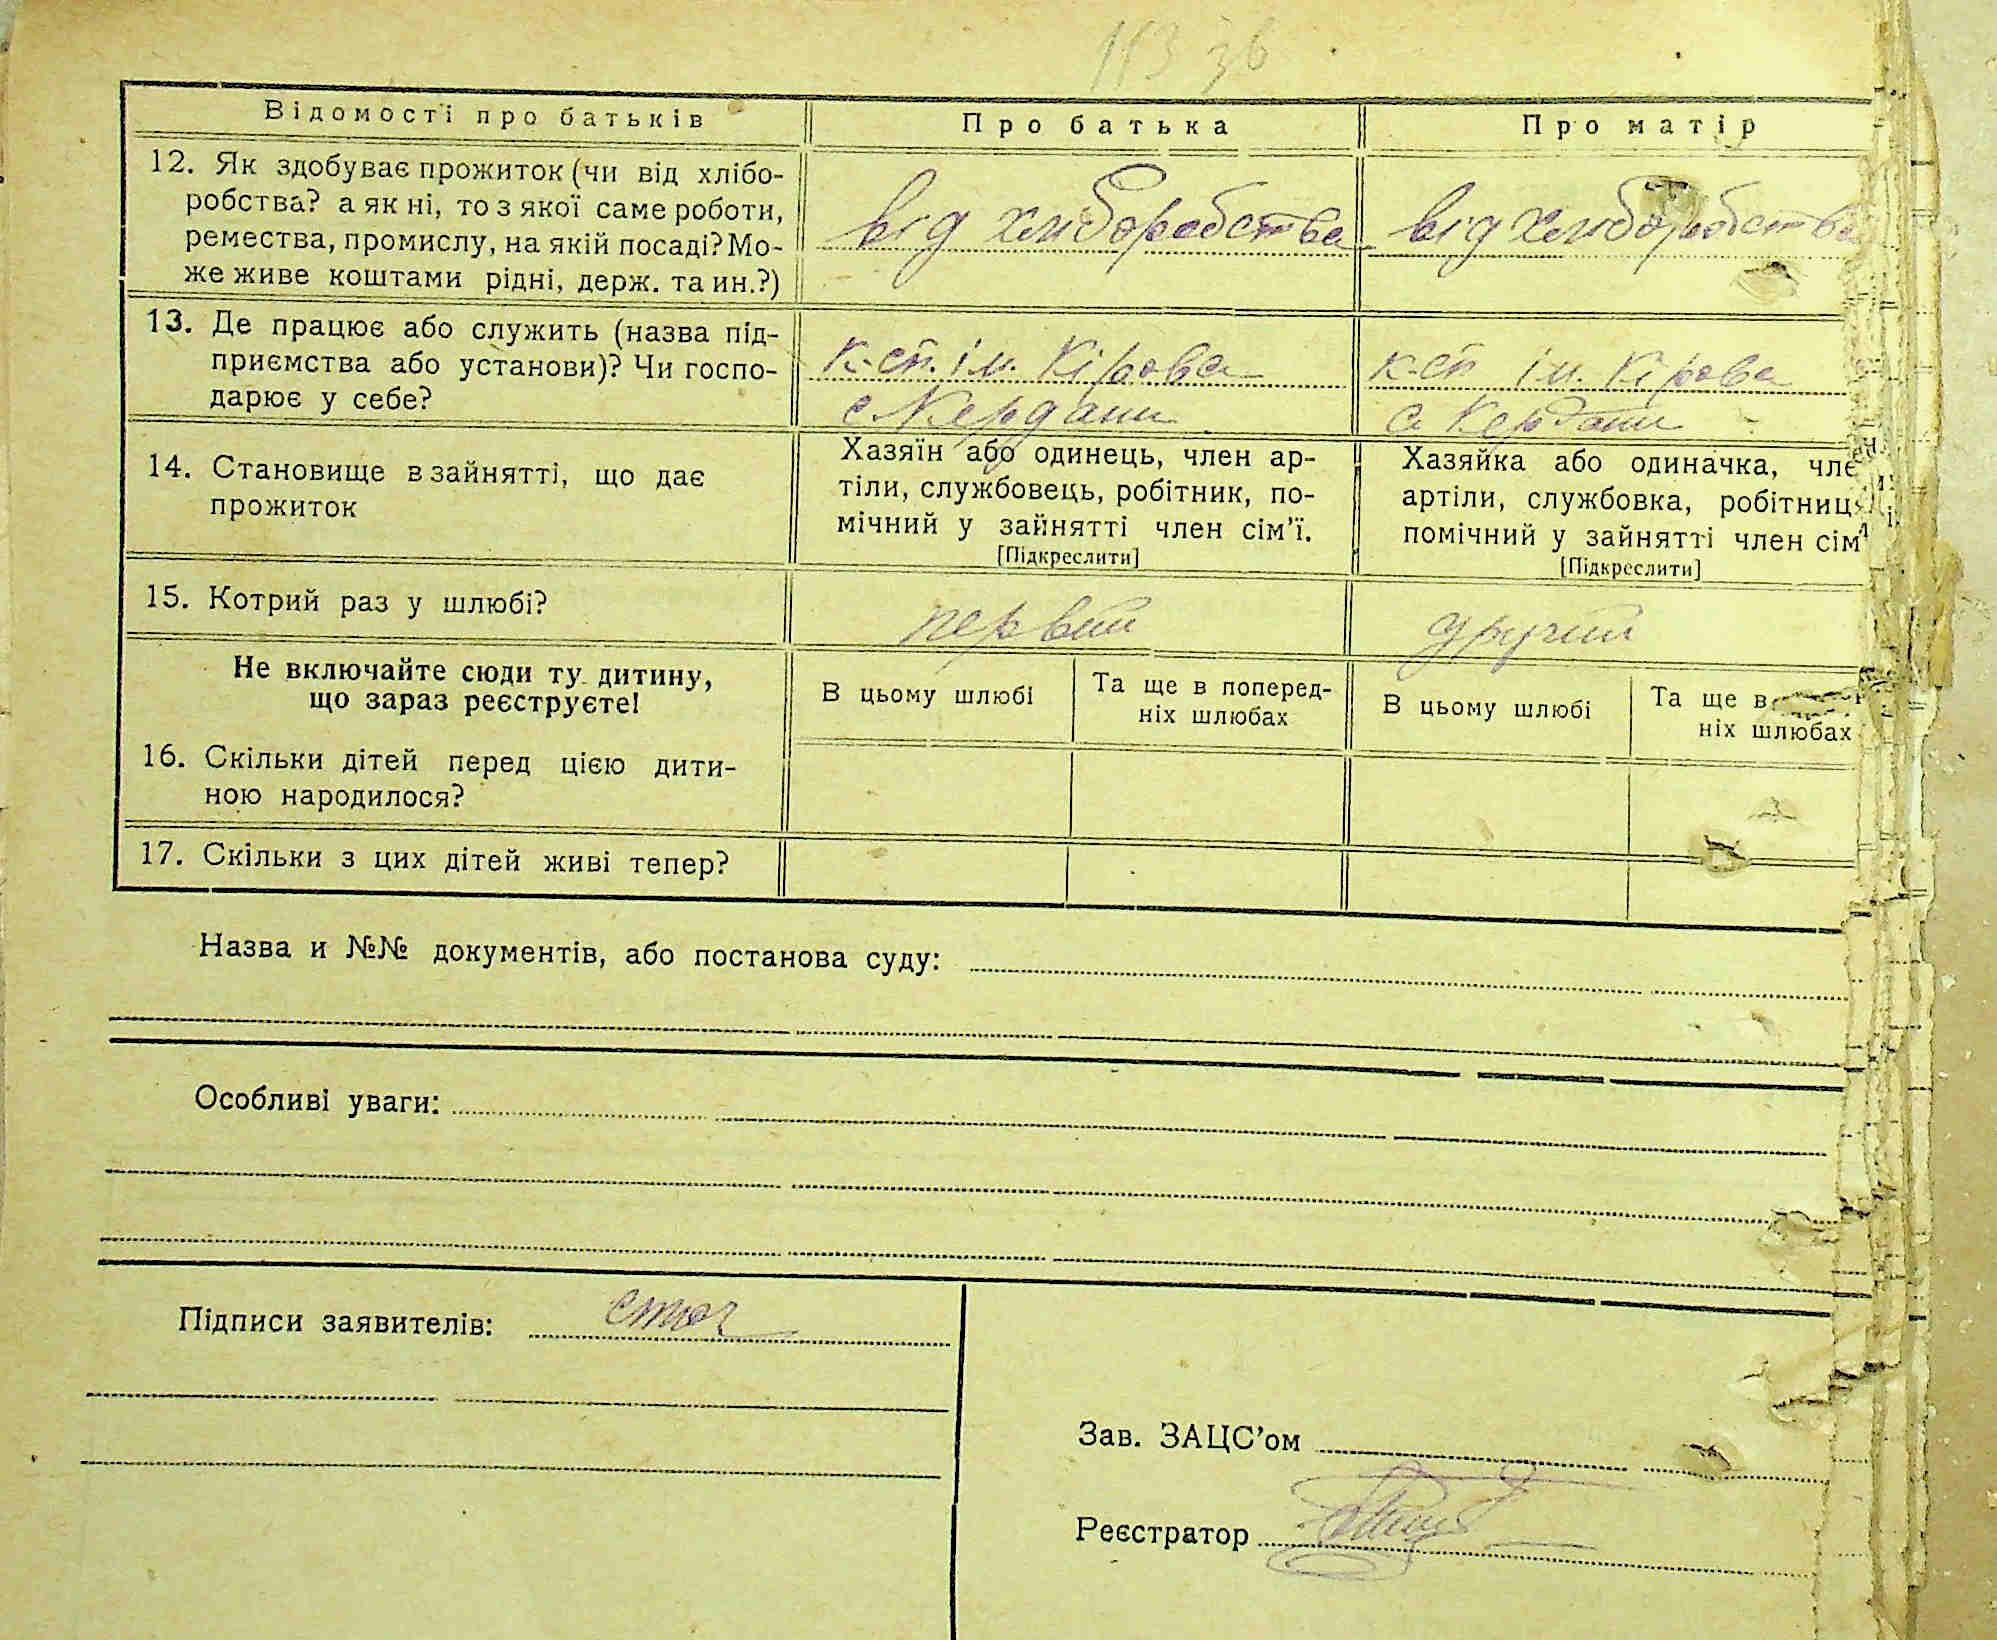 113 зв
Відомості про батьків
Про батька
Про матір
12. Як здобуває прожиток (чи від хлібо-
робства? а як ні, то з якої саме роботи,
ремества, промислу, на якій посаді? Мо-
же живе коштами рідні, держ. та ин.?)
від хліборобства
від хліборобства
13. Де працює або служить (назва під-
приємства або установи)? Чи госпо-
дарює у себе?
к-сп. ім. Кірова
с Кердани
к-сп ім. Кірова
с Кердани
14. Становище в зайнятті, що дає
прожиток
Хазяїн або одинець, член ар-
тіли, службовець, робітник, по-
мічний у зайнятті член сім'ї.
[Підкреслити]
Хазяйка або одиначка, чле
артіли, службовка, робітниц
помічний у зайнятті член сім'
[Підкреслити]
15. Котрий раз у шлюбі?
первий
другий
Не включайте сюди ту дитину,
що зараз реєструєте!
В цьому шлюбі
Та ще в поперед-
ніх шлюбах
В цьому шлюбі
Та ще в
ніх шлюбах
16. Скільки дітей перед цією дити-
ною народилося?
17. Скільки з цих дітей живі тепер?
Назва и №№ документів, або постанова суду:
Особливі уваги:
Підписи заявителів:
Зав. ЗАЦС'ом
Реєстратор